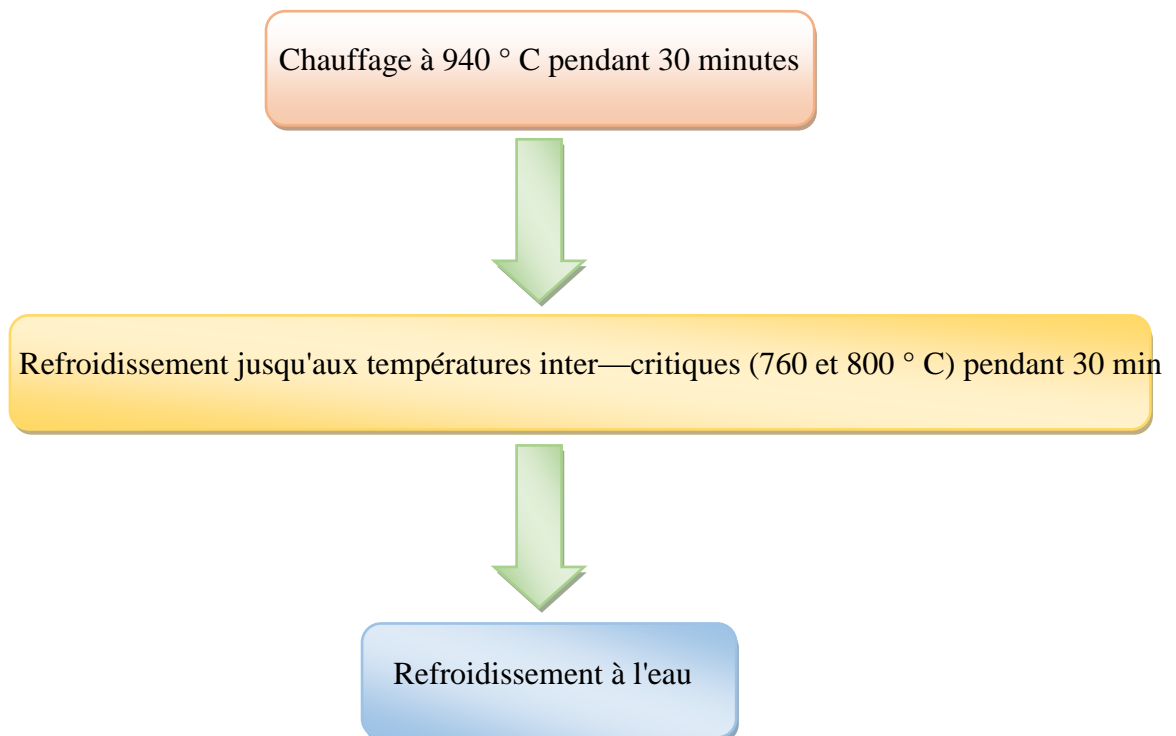 Chauffage à 940 ° C pendant 30 minutes
Refroidissement jusqu'aux températures inter—critiques (760 et 800 ° C) pendant 30 min
Refroidissement à l'eau